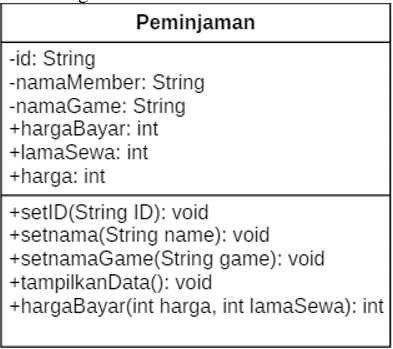 Peminjaman
-id: String
-namaMember: String
-namaGame: String
+hargaBayar: int
+lamaSewa: int
+harga: int
+setID(String ID): void
+setnama(String name): void
+setnamaGame(String game): void
+tampilkanData(): void
+hargaBayar(int harga, int lamaSewa): int